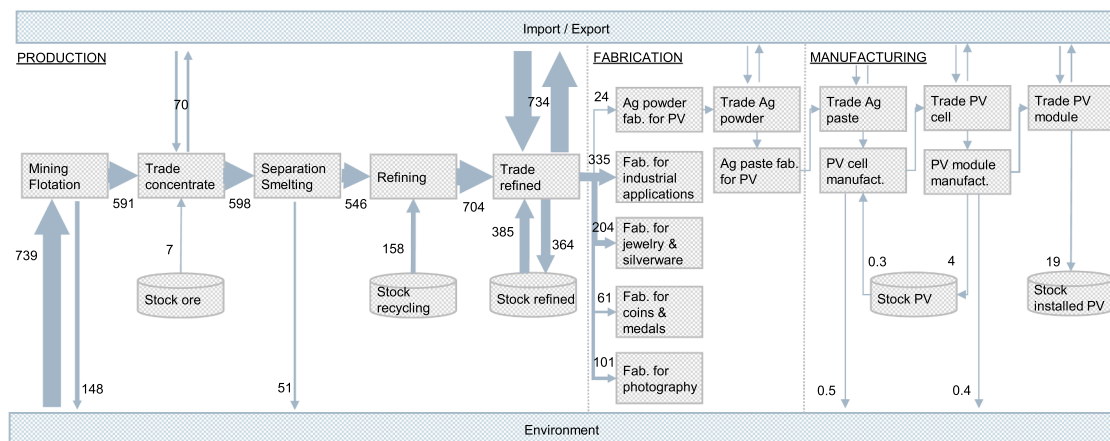 Import / Export
PRODUCTION
FABRICATION
MANUFACTURING
70
734
24
Ag powder
fab. for PV
Trade Ag
powder
Trade Ag
paste
Trade PV
cell
Trade PV
module
Mining
Flotation
591
Trade
concentrate
598
Separation
Smelting
546
Refining
704
Trade
refined
335
Fab. for
industrial
applications
Ag paste fab.
for PV
PV cell
manufact.
PV module
manufact.
739
7
158
385
364
204
Fab. for
jewelry &
silverware
0.3
4
19
Stock ore
Stock
recycling
Stock refined
61
Fab. for
coins &
medals
Stock PV
Stock
installed PV
148
51
101
Fab. for
photography
0.5
0.4
Environment